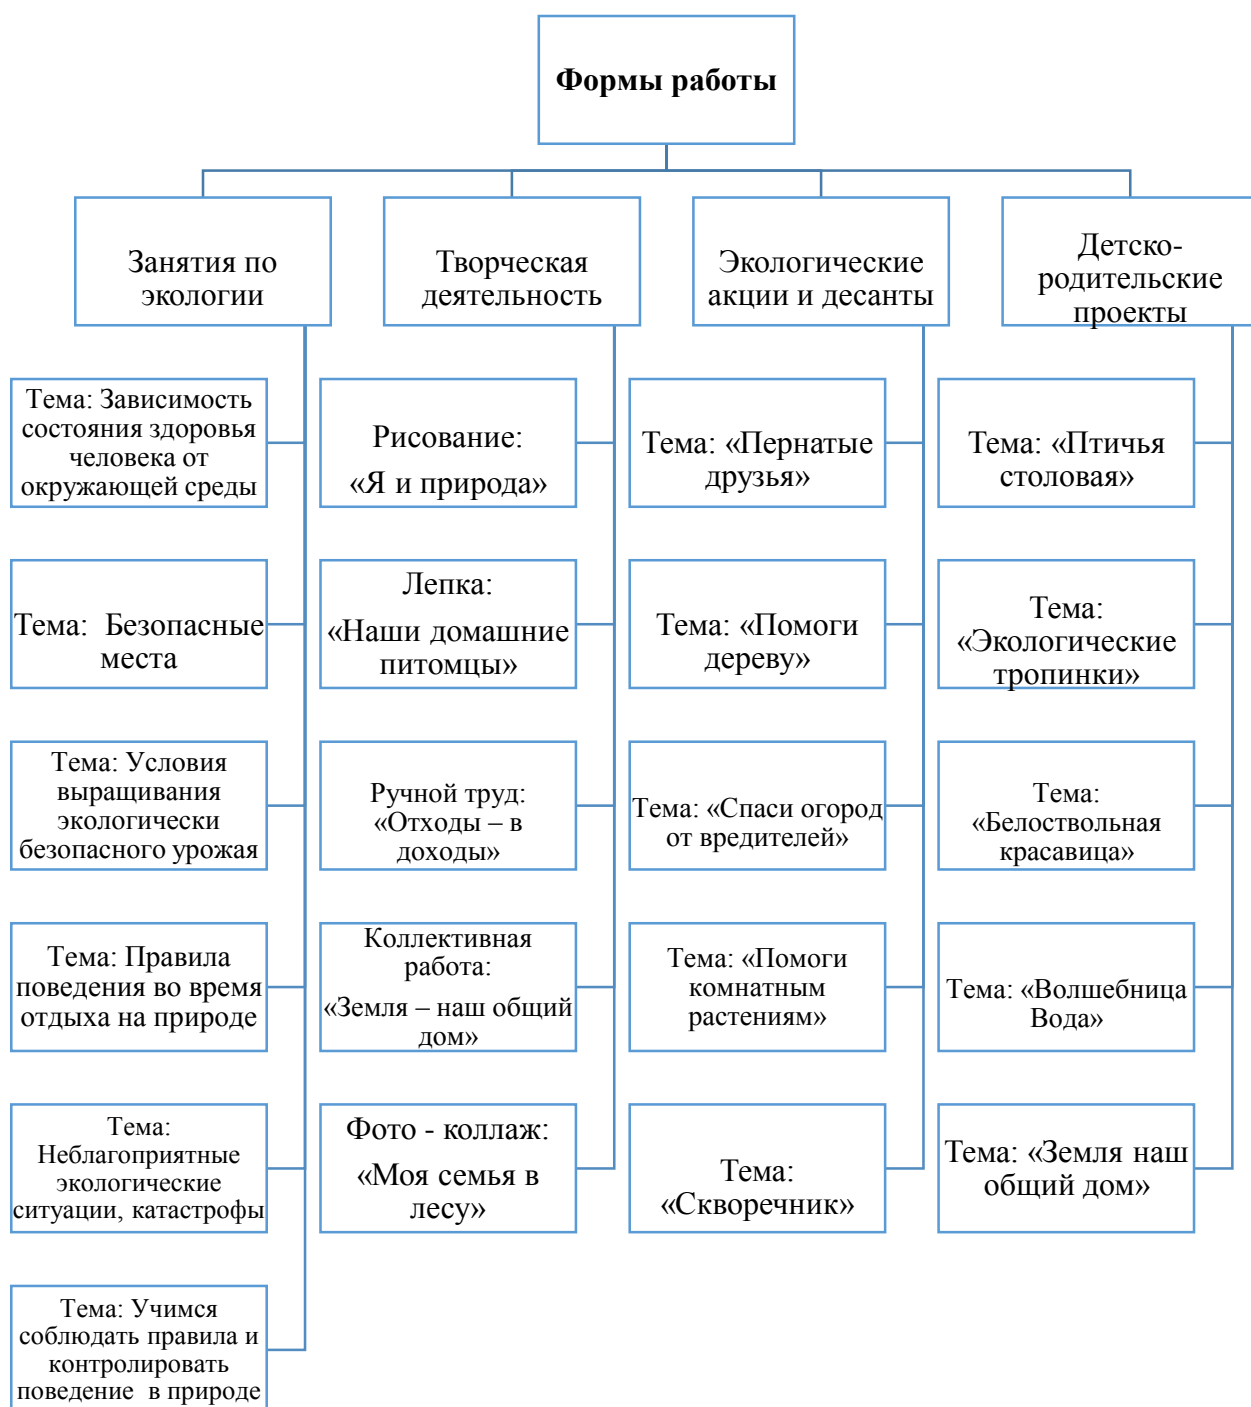 Формы работы
Занятия по
экологии
Творческая
деятельность
Экологические
акции и десанты
Детско-
родительские
проекты
Тема: Зависимость
состояния здоровья
человека от
окружающей среды
Рисование:
«Я и природа»
Тема: «Пернатые
друзья»
Тема: «Птичья
столовая»
Тема:  Безопасные
места
Лепка:
«Наши домашние
питомцы»
Тема: «Помоги
дереву»
Тема:
«Экологические
тропинки»
Тема: Условия
выращивания
экологически
безопасного урожая
Ручной труд:
«Отходы – в
доходы»
Тема: «Спаси огород
от вредителей»
Тема:
«Белоствольная
красавица»
Тема: Правила
поведения во время
отдыха на природе
Коллективная
работа:
«Земля – наш общий
дом»
Тема: «Помоги
комнатным
растениям»
Тема: «Волшебница
Вода»
Тема:
Неблагоприятные
экологические
ситуации, катастрофы
Фото - коллаж:
«Моя семья в
лесу»
Тема:
«Скворечник»
Тема: «Земля наш
общий дом»
Тема: Учимся
соблюдать правила и
контролировать
поведение  в природе